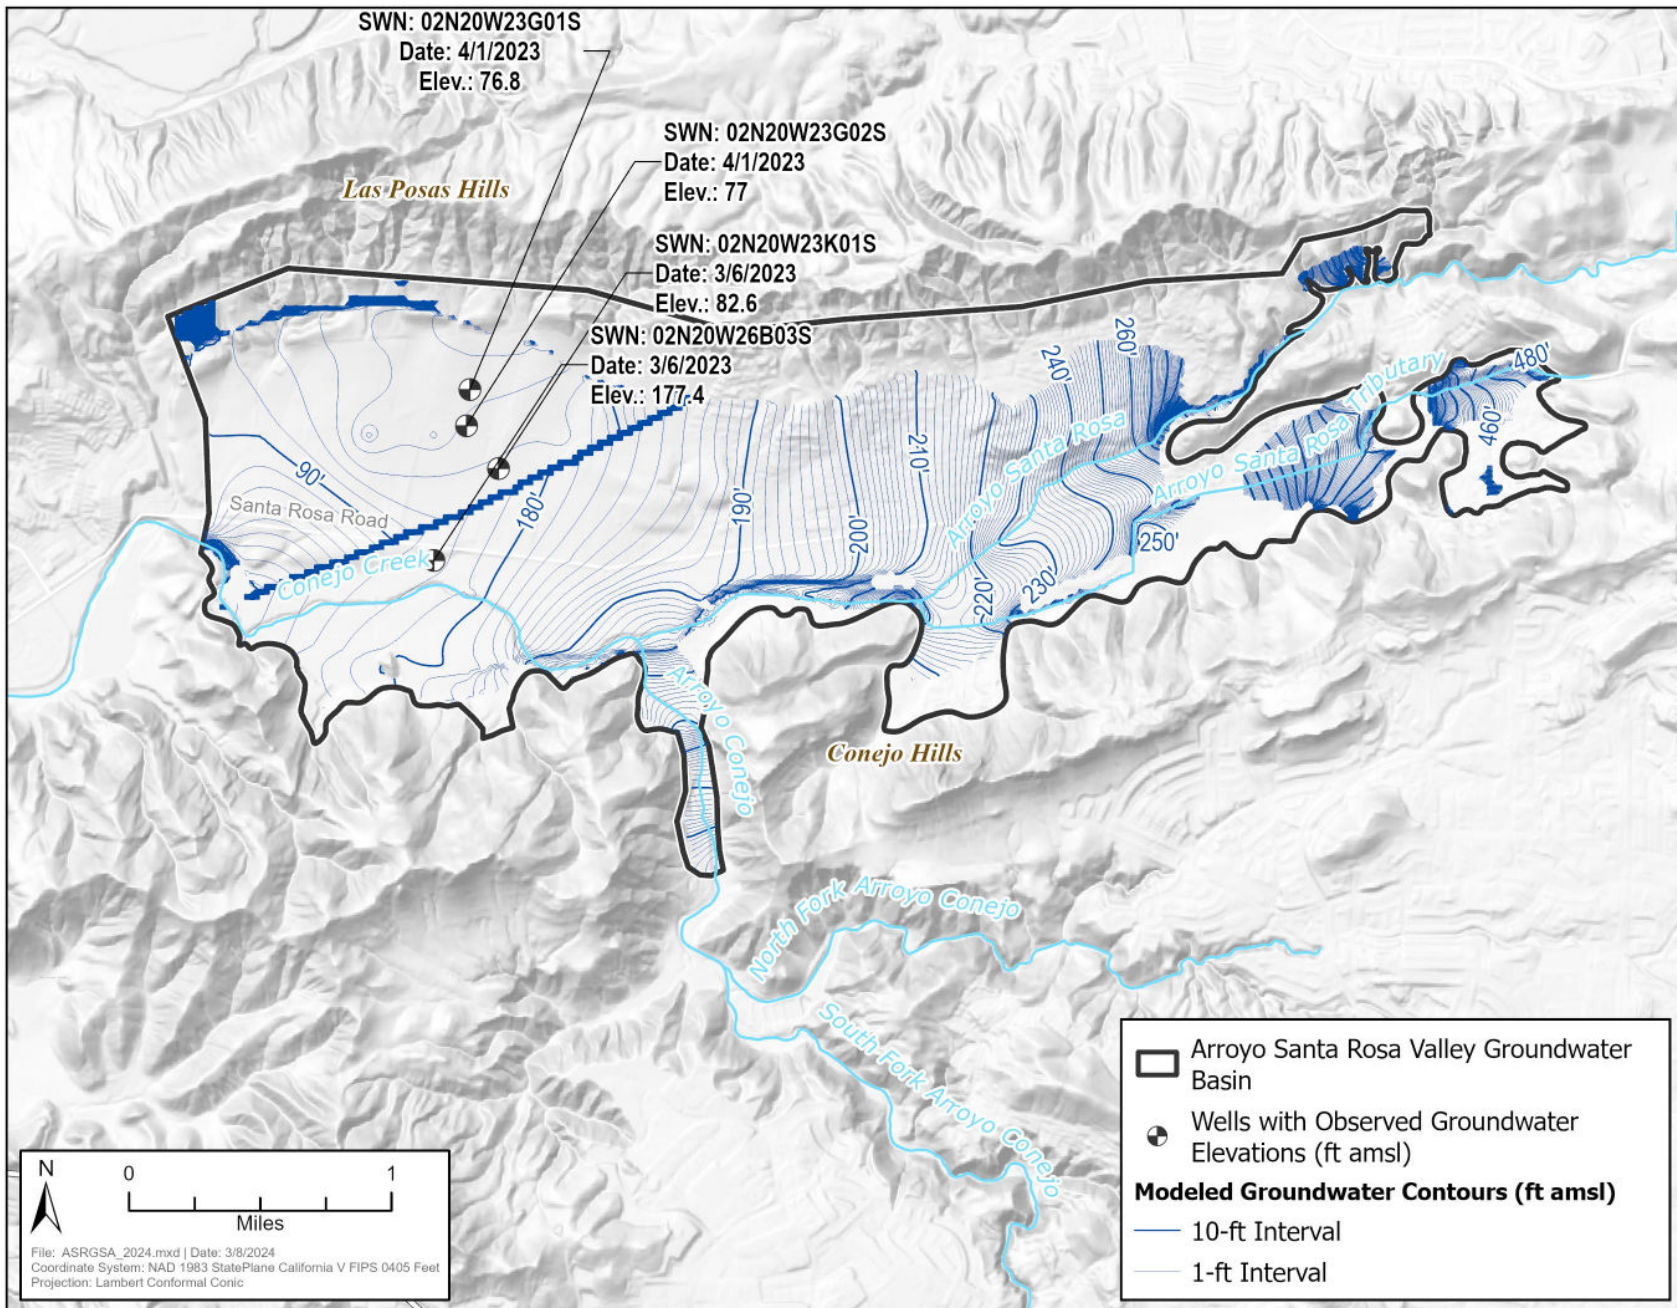 SWN: 02N20W23G01S
Date: 4/1/2023
Elev.: 76.8
SWN: 02N20W23G02S
Date: 4/1/2023
Elev.: 77
Las Posas Hills
SWN: 02N20W23K01S
Date: 3/6/2023
Elev.: 82.6
SWN: 02N20W26B03S
Date: 3/6/2023
Elev.: 177.4
260'
240'
480'
460'
Arroyo Santa Rosa Tributary
Arroyo Santa Rosa
210'
90'
180'
190'
200'
Santa Rosa Road
250'
Conejo Creek
220'
230'
Arroyo Conejo
Conejo Hills
North Fork Arroyo Conejo
South Fork Arroyo Conejo
Arroyo Santa Rosa Valley Groundwater
Basin
Wells with Observed Groundwater
Elevations (ft amsl)
Modeled Groundwater Contours (ft amsl)
10-ft Interval
1-ft Interval
N
0 1
Miles
File: ASRGSA_2024.mxd | Date: 3/8/2024
Coordinate System: NAD 1983 StatePlane California V FIPS 0405 Feet
Projection: Lambert Conformal Conic